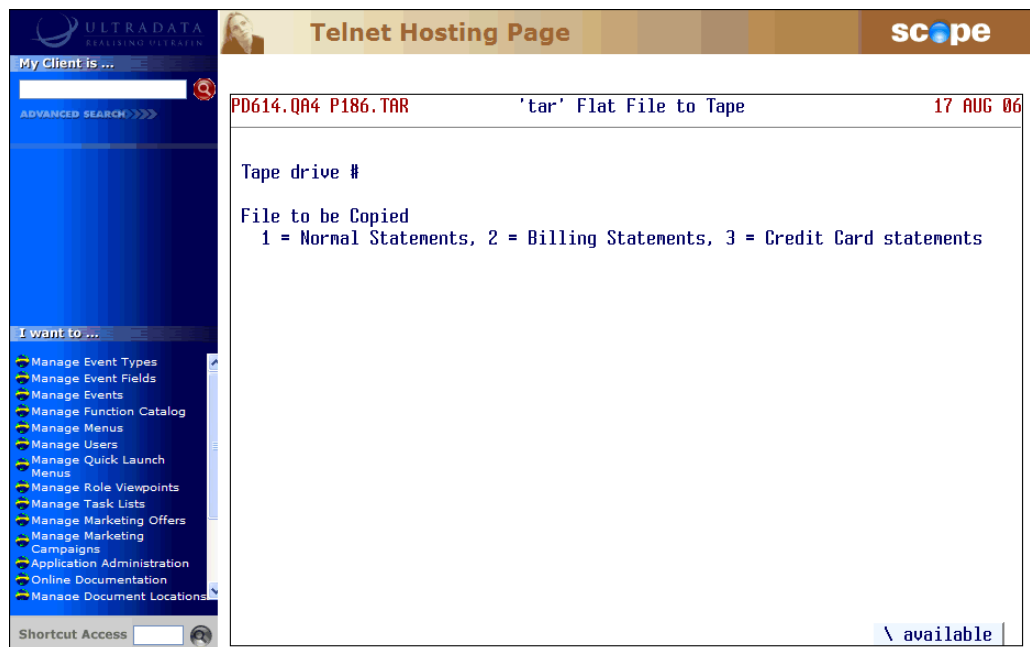 ULTRADATA
REALISING ULTRAFIN
My Client is ...
ADVANCED SEARCH
I want to ...
Manage Event Types
Manage Event Fields
Manage Events
Manage Function Catalog
Manage Menus
Manage Users
Manage Quick Launch
Menus
Manage Role Viewpoints
Manage Task Lists
Manage Marketing Offers
Manage Marketing
Campaigns
Application Administration
Online Documentation
Manage Document Locations
Shortcut Access
Telnet Hosting Page
scope
PD614.QA4 P186.TAR 'tar' Flat File to Tape 17 AUG 06
Tape drive #
File to be Copied
1 = Normal Statements, 2 = Billing Statements, 3 = Credit Card statements
\ available